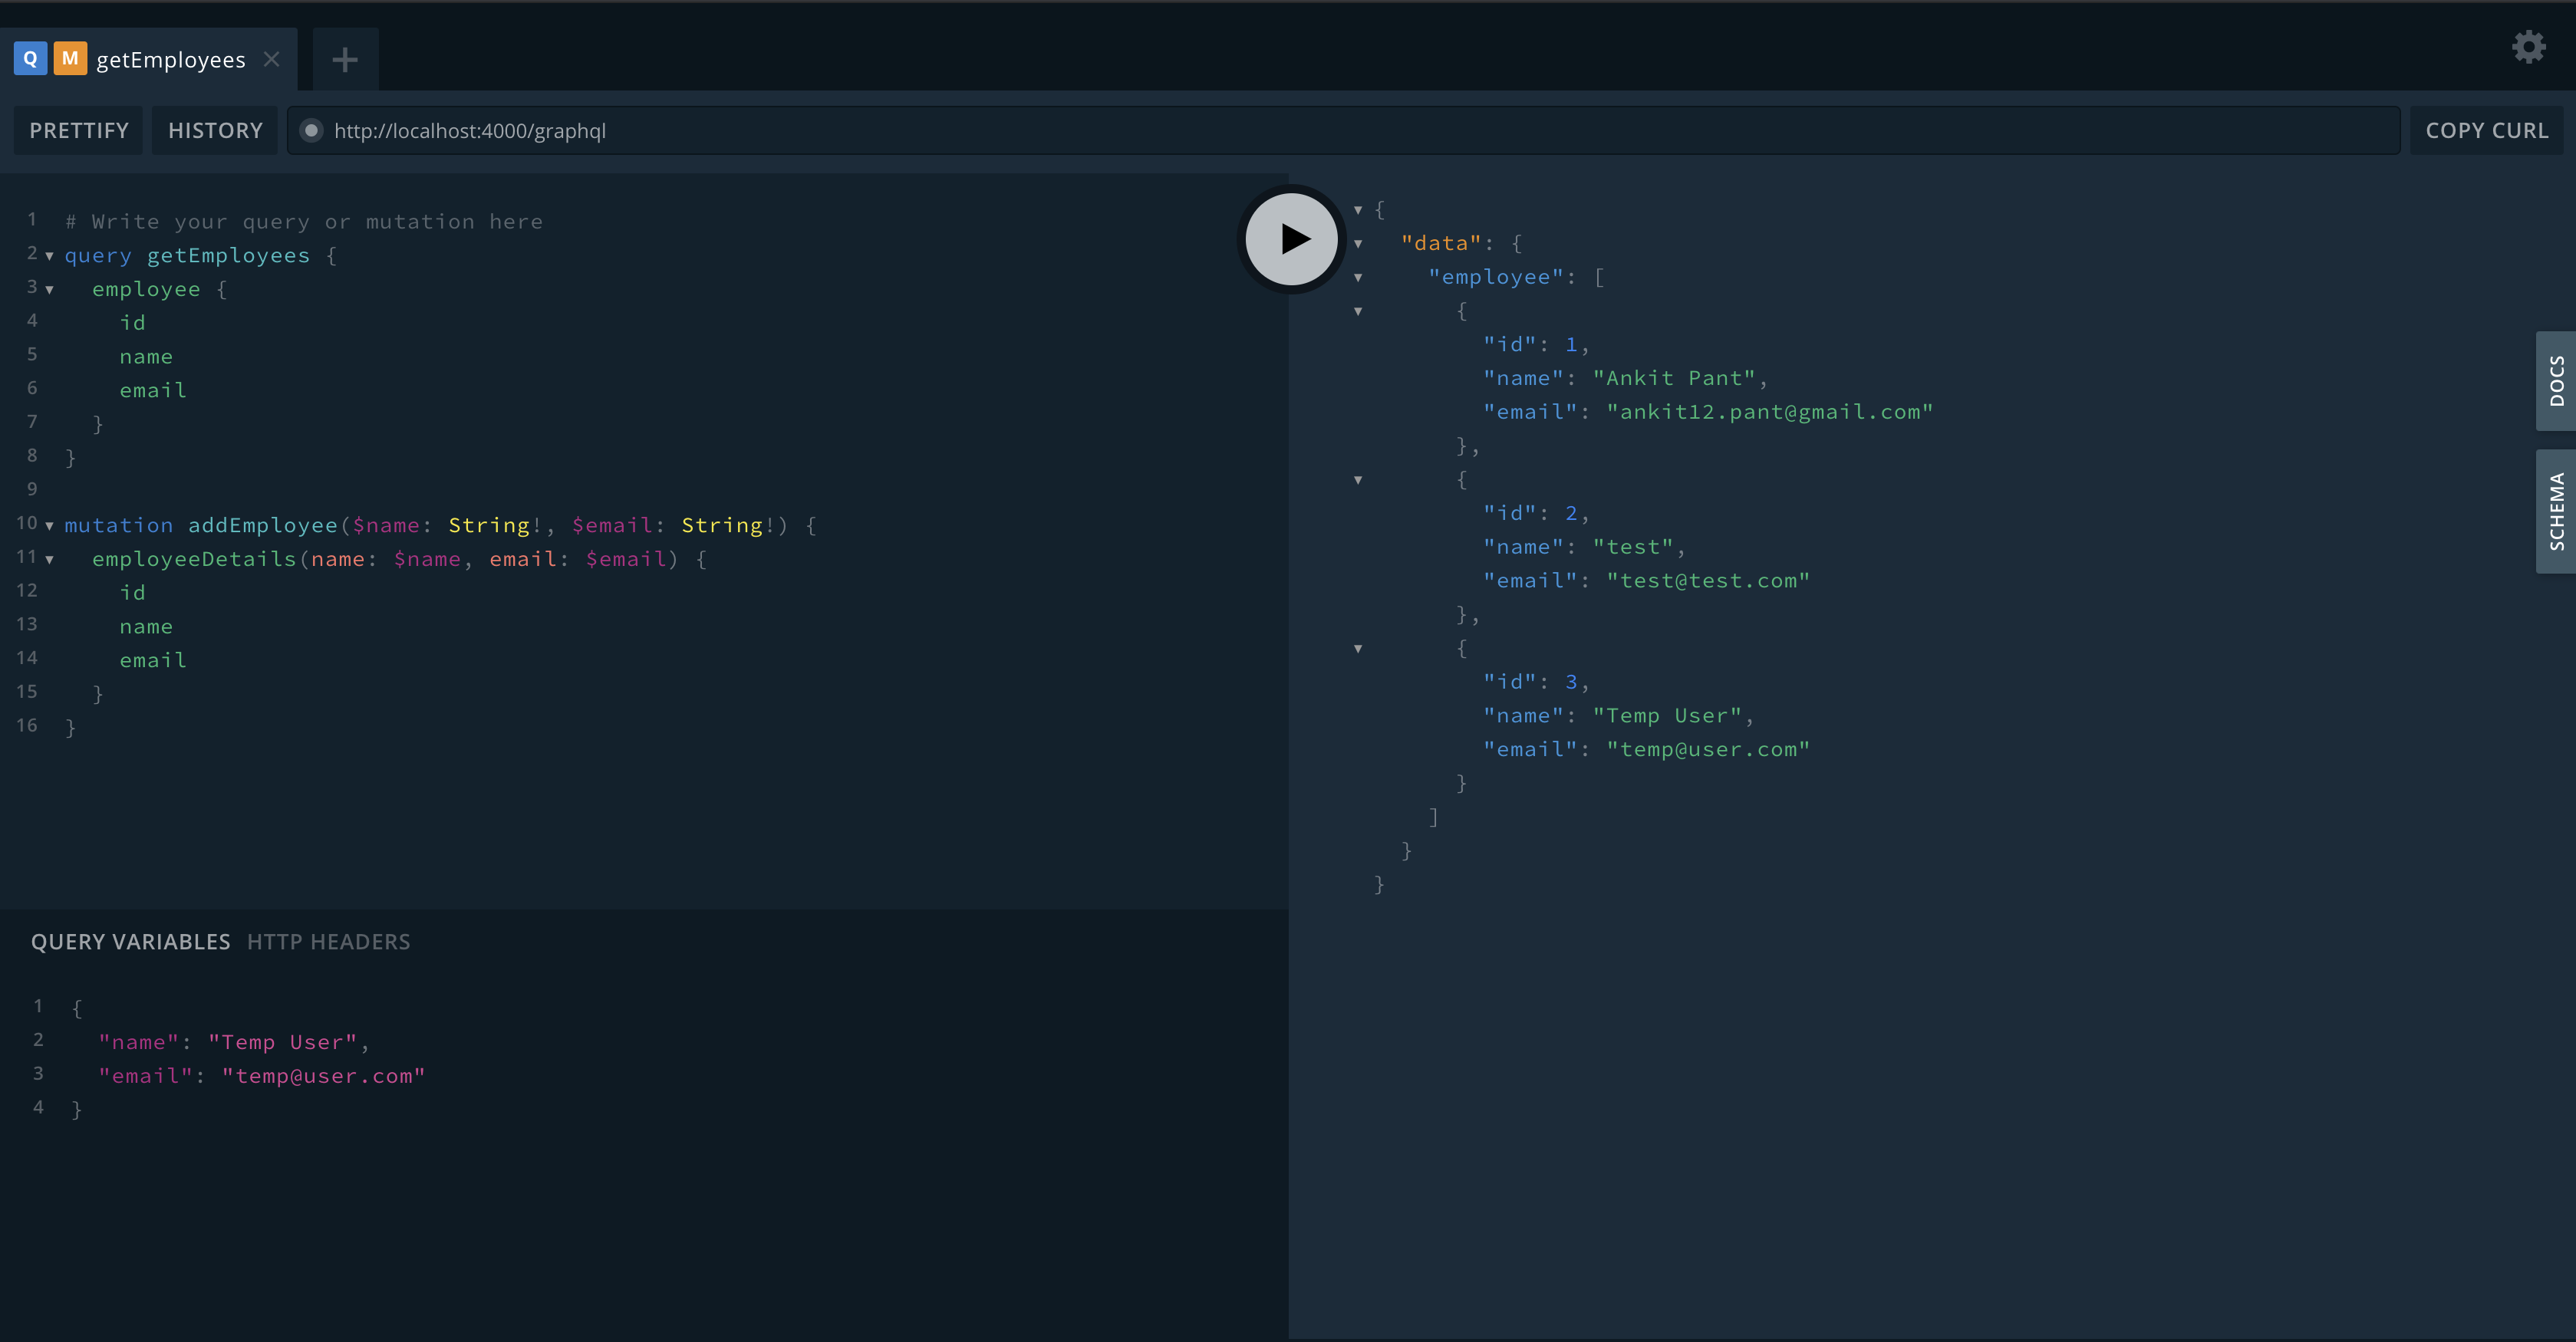 Q M getEmployees
PRETTIFY HISTORY http://localhost:4000/graphql COPY CURL
1 # Write your query or mutation here
2 query getEmployees {
3 employee {
4 id
5 name
6 email
7 }
8 }
9
10 mutation addEmployee($name: String!, $email: String!) {
11 employeeDetails(name: $name, email: $email) {
12 id
13 name
14 email
15 }
16 }
QUERY VARIABLES HTTP HEADERS
1 {
2 "name": "Temp User",
3 "email": "temp@user.com"
4 }
{
"data": {
"employee": [
{
"id": 1,
"name": "Ankit Pant",
"email": "ankit12.pant@gmail.com"
},
{
"id": 2,
"name": "test",
"email": "test@test.com"
},
{
"id": 3,
"name": "Temp User",
"email": "temp@user.com"
}
]
}
}
DOCS
SCHEMA